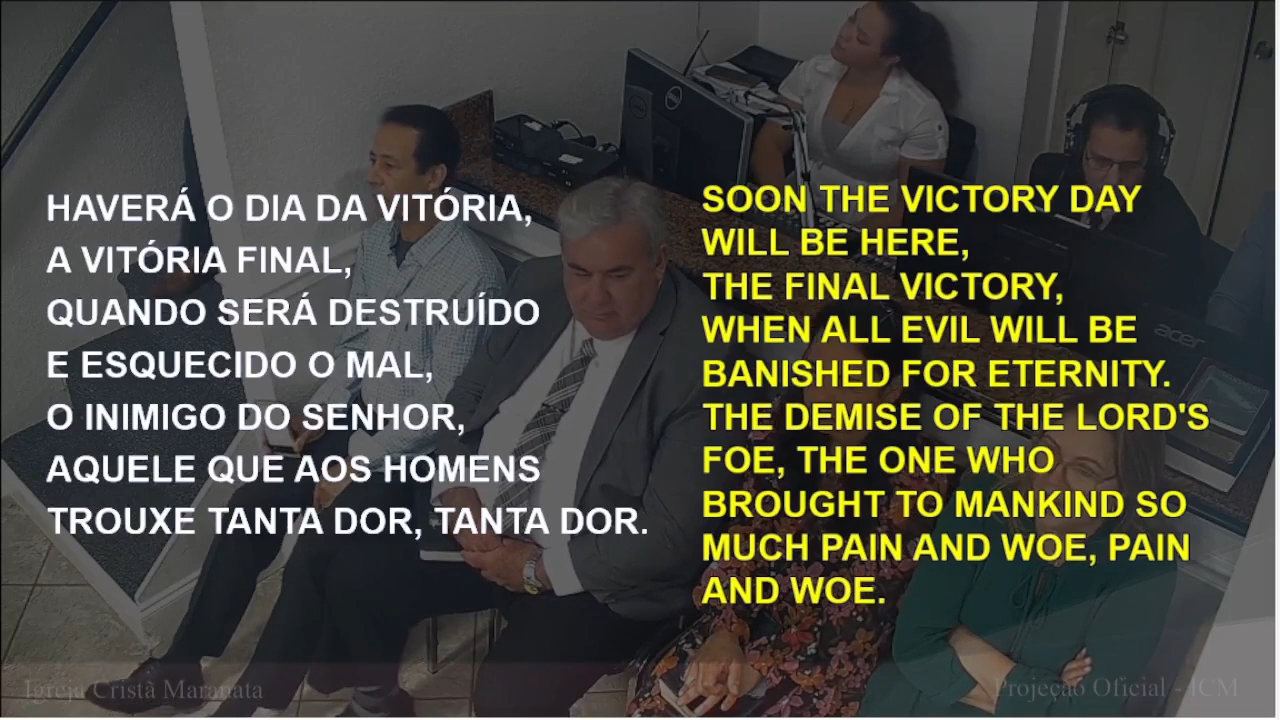 HAVERÁ O DIA DA VITÓRIA,
A VITÓRIA FINAL,
QUANDO SERÁ DESTRUÍDO
E ESQUECIDO O MAL,
O INIMIGO DO SENHOR,
AQUELE QUE AOS HOMENS
TROUXE TANTA DOR, TANTA DOR.
SOON THE VICTORY DAY
WILL BE HERE,
THE FINAL VICTORY,
WHEN ALL EVIL WILL BE
BANISHED FOR ETERNITY.
THE DEMISE OF THE LORD'S
FOE, THE ONE WHO
BROUGHT TO MANKIND SO
MUCH PAIN AND WOE, PAIN
AND WOE.
DELL
acer
Igreja Cristã Maranata
Projeção Oficial - ICM